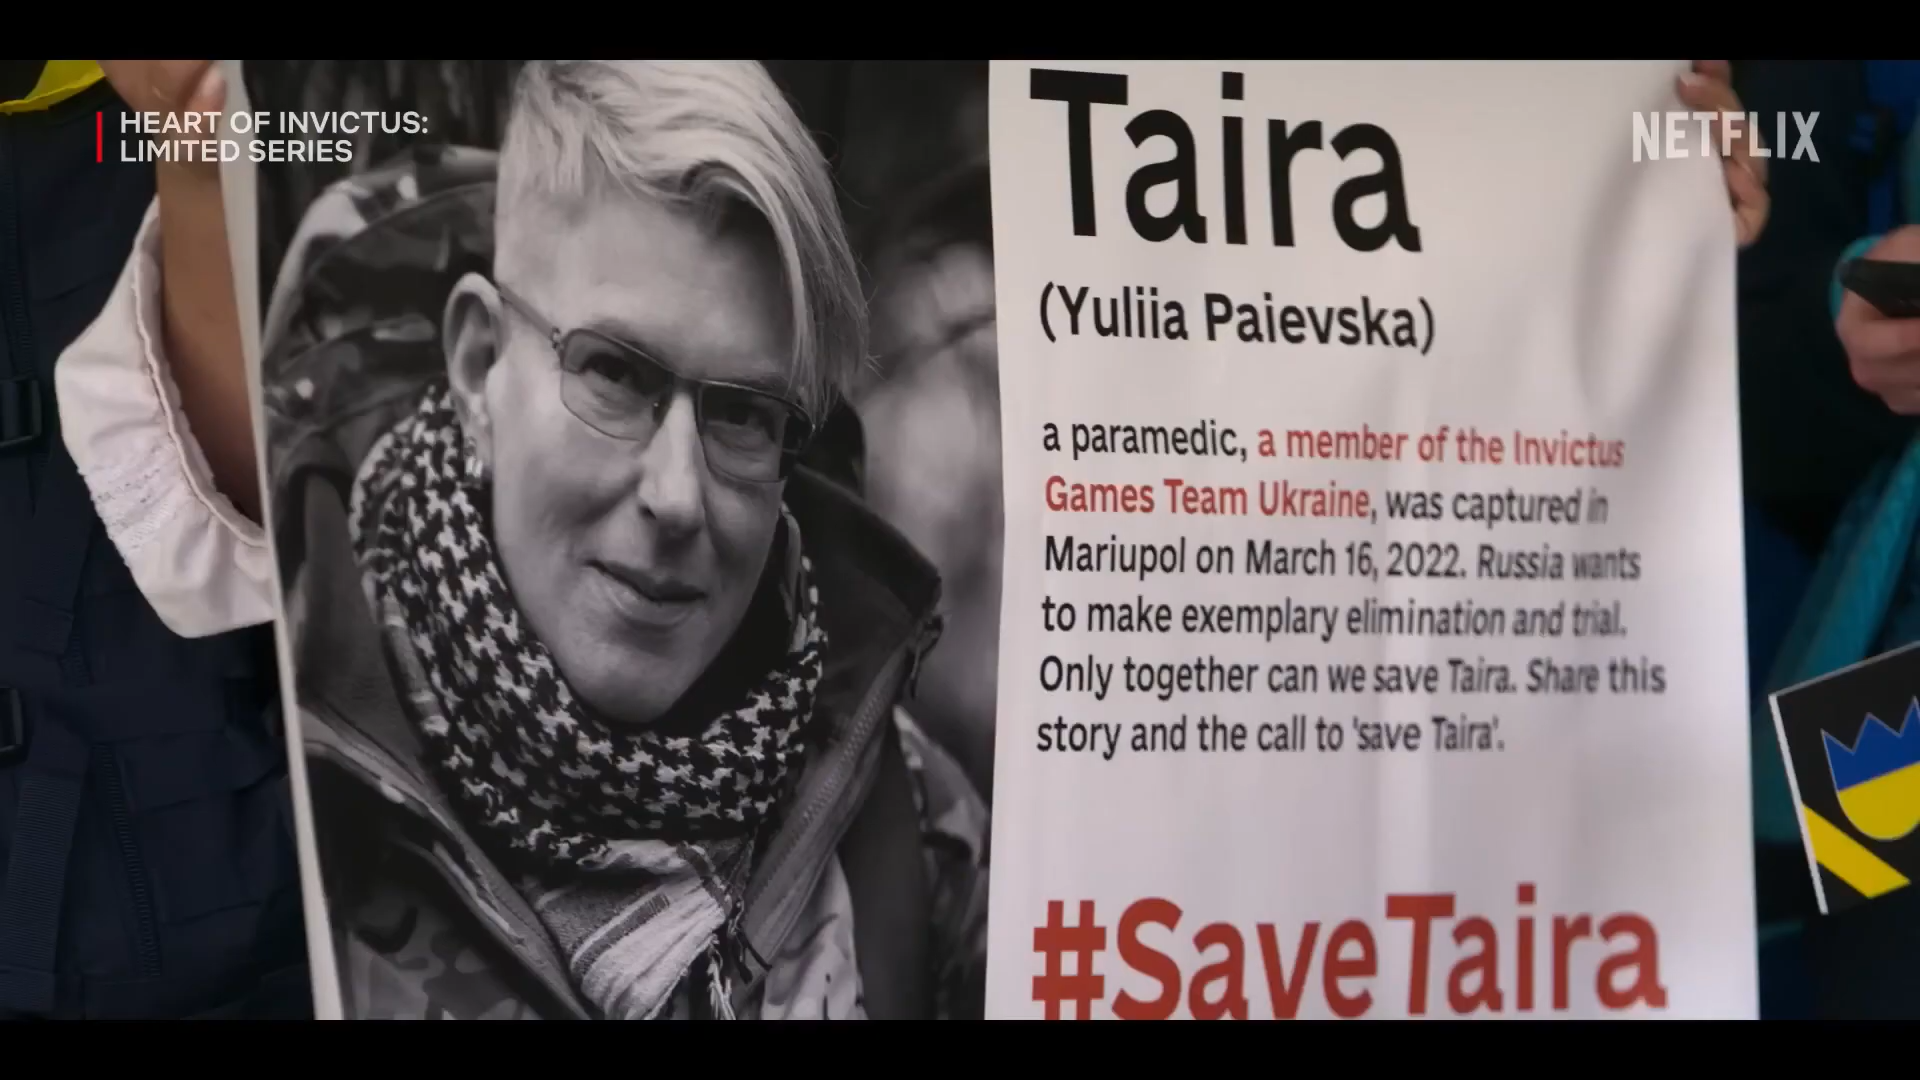 HEART OF INVICTUS:
LIMITED SERIES
NETFLIX
Taira
(Yuliia Paievska)
a paramedic, a member of the Invictus
Games Team Ukraine, was captured in
Mariupol on March 16, 2022. Russia wants
to make exemplary elimination and trial.
Only together can we save Taira. Share this
story and the call to 'save Taira'.
#SaveTaira